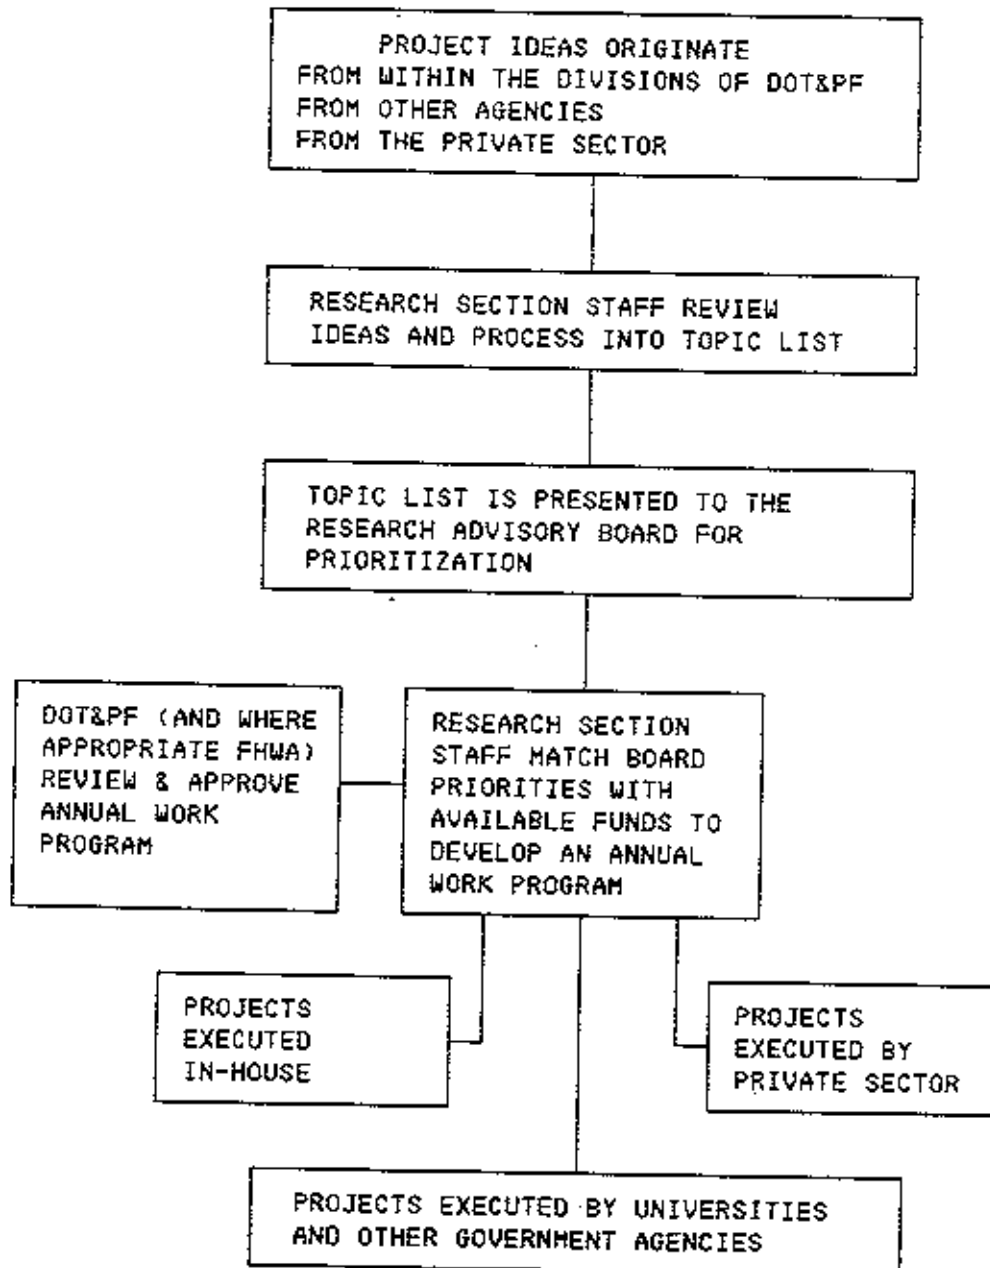 PROJECT IDEAS ORIGINATE
FROM WITHIN THE DIVISIONS OF DOT&PF
FROM OTHER AGENCIES
FROM THE PRIVATE SECTOR
RESEARCH SECTION STAFF REVIEW
IDEAS AND PROCESS INTO TOPIC LIST
TOPIC LIST IS PRESENTED TO THE
RESEARCH ADVISORY BOARD FOR
PRIORITIZATION
DOT&PF (AND WHERE
APPROPRIATE FHWA)
REVIEW & APPROVE
ANNUAL WORK
PROGRAM
RESEARCH SECTION
STAFF MATCH BOARD
PRIORITIES WITH
AVAILABLE FUNDS TO
DEVELOP AN ANNUAL
WORK PROGRAM
PROJECTS
EXECUTED
IN-HOUSE
PROJECTS
EXECUTED BY
PRIVATE SECTOR
PROJECTS EXECUTED BY UNIVERSITIES
AND OTHER GOVERNMENT AGENCIES